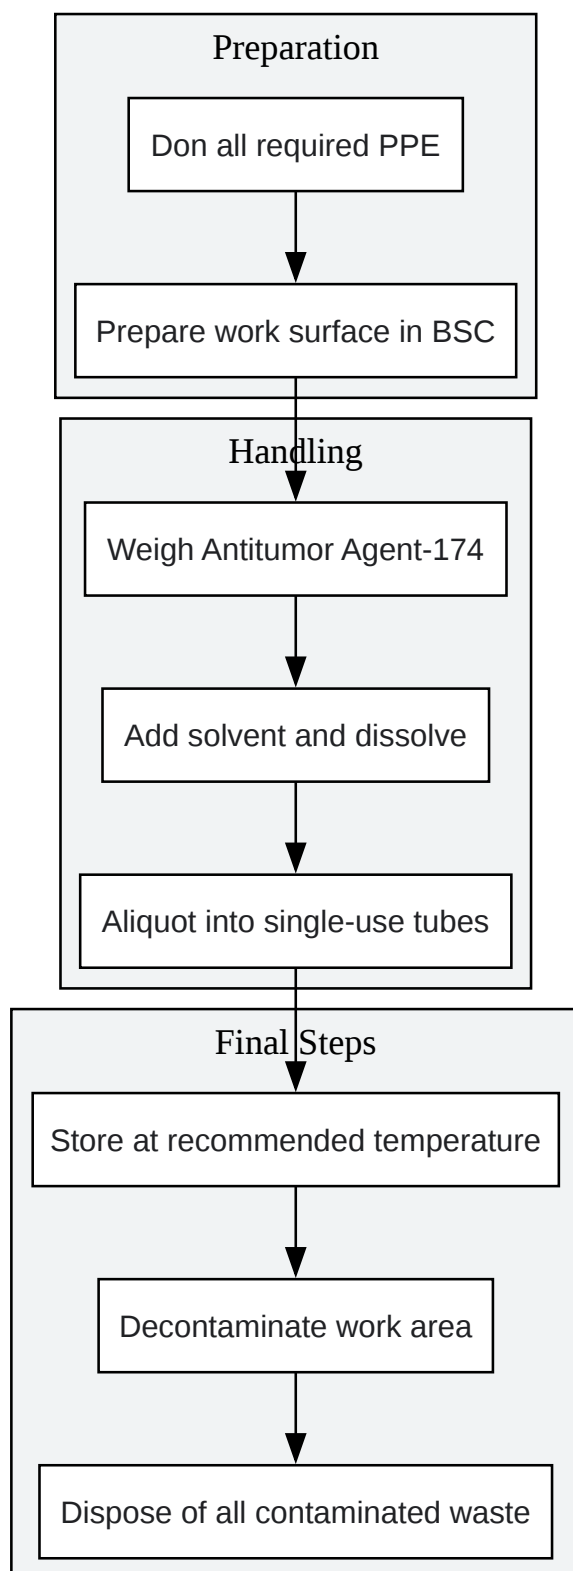 Preparation
Don all required PPE
Prepare work surface in BSC
Handling
Weigh Antitumor Agent-174
Add solvent and dissolve
Aliquot into single-use tubes
Final Steps
Store at recommended temperature
Decontaminate work area
Dispose of all contaminated waste